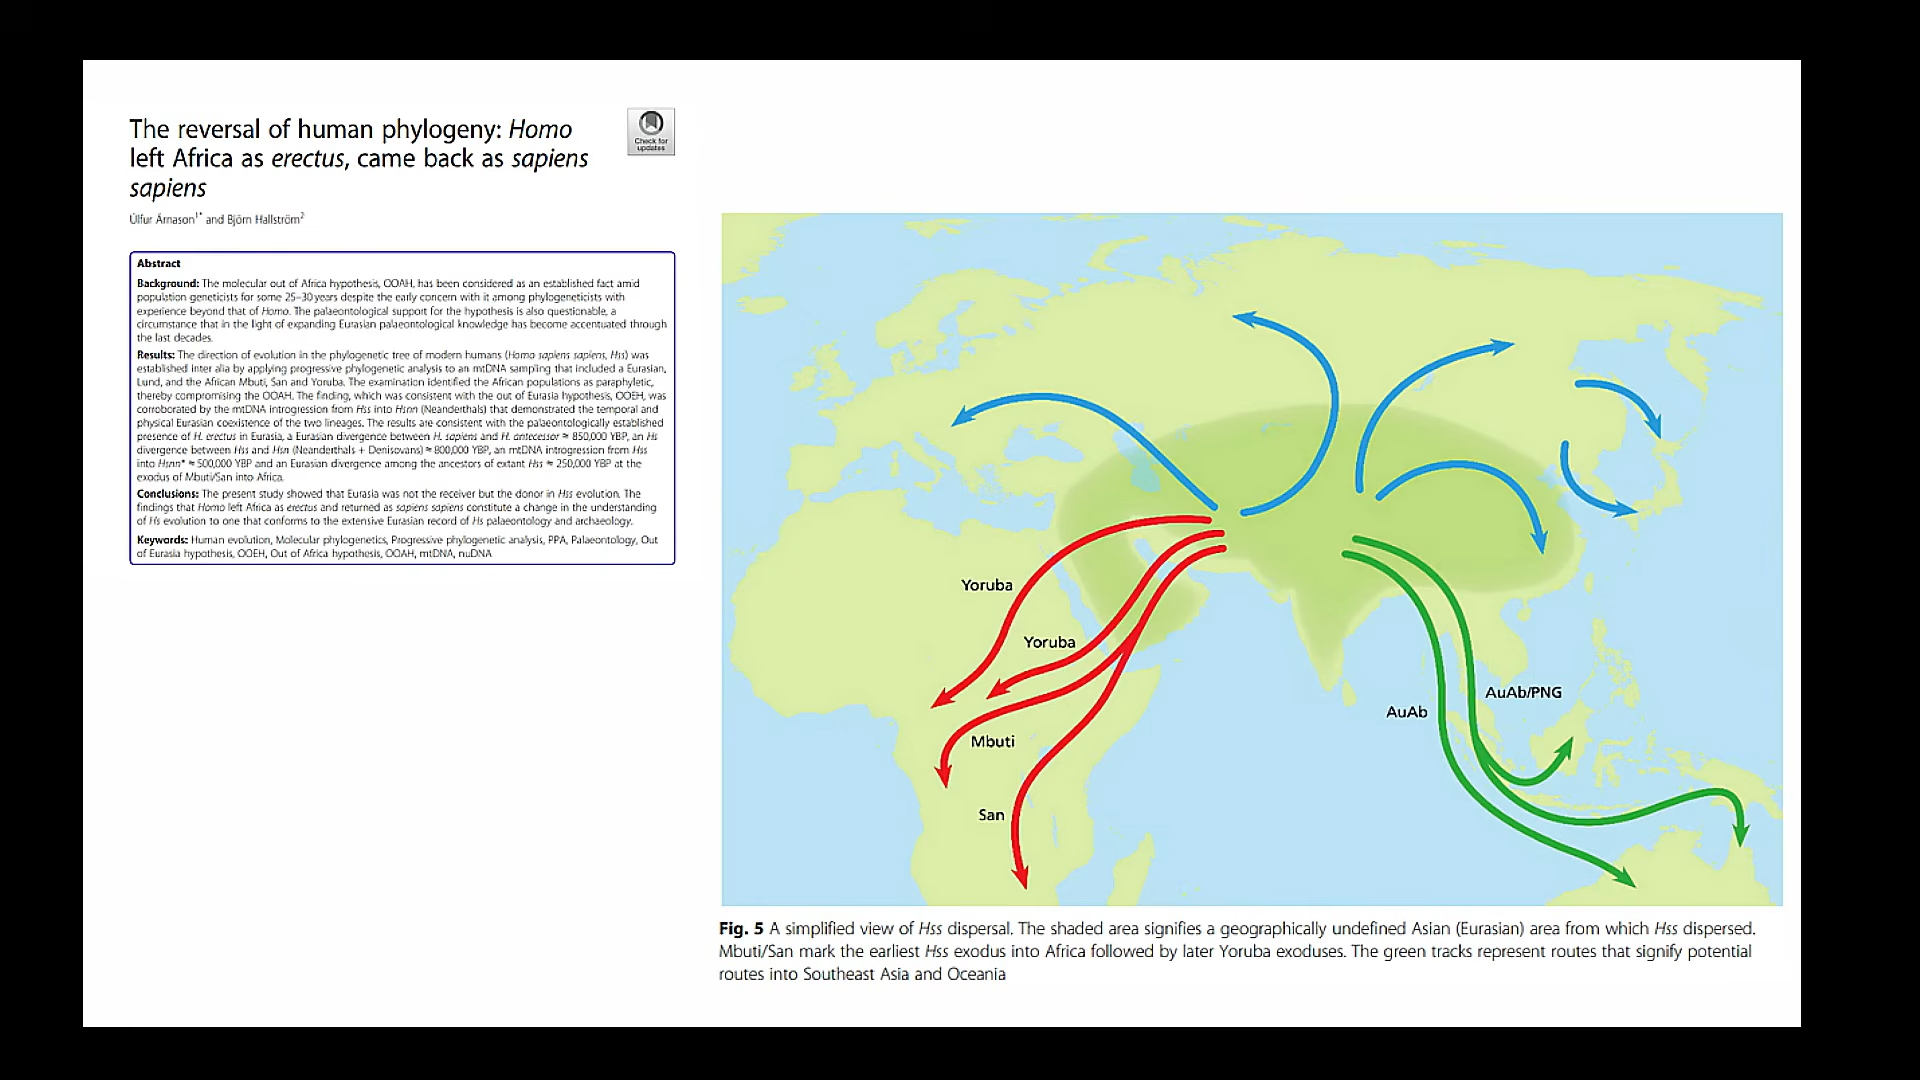 The reversal of human phylogeny: Homo
left Africa as erectus, came back as sapiens
sapiens
Check for
updates
Úlfur Árnason1* and Björn Hallström2
Abstract
Background: The molecular out of Africa hypothesis, OOAH, has been considered as an established fact amid
population geneticists for some 25–30 years despite the early concern with it among phylogeneticists with
experience beyond that of Homo. The palaeontological support for the hypothesis is also questionable, a
circumstance that in the light of expanding Eurasian palaeontological knowledge has become accentuated through
the last decades.
Results: The direction of evolution in the phylogenetic tree of modern humans (Homo sapiens sapiens, Hss) was
established inter alia by applying progressive phylogenetic analysis to an mtDNA sampling that included a Eurasian,
Lund, and the African Mbuti, San and Yoruba. The examination identified the African populations as paraphyletic,
thereby compromising the OOAH. The finding, which was consistent with the out of Eurasia hypothesis, OOEH, was
corroborated by the mtDNA introgression from Hss into Hsnn (Neanderthals) that demonstrated the temporal and
physical Eurasian coexistence of the two lineages. The results are consistent with the palaeontologically established
presence of H. erectus in Eurasia, a Eurasian divergence between H. sapiens and H. antecessor ≈ 850,000 YBP, an Hs
divergence between Hss and Hsn (Neanderthals + Denisovans) ≈ 800,000 YBP, an mtDNA introgression from Hss
into Hsnn* ≈ 500,000 YBP and an Eurasian divergence among the ancestors of extant Hss ≈ 250,000 YBP at the
exodus of Mbuti/San into Africa.
Conclusions: The present study showed that Eurasia was not the receiver but the donor in Hss evolution. The
findings that Homo left Africa as erectus and returned as sapiens sapiens constitute a change in the understanding
of Hs evolution to one that conforms to the extensive Eurasian record of Hs palaeontology and archaeology.
Keywords: Human evolution, Molecular phylogenetics, Progressive phylogenetic analysis, PPA, Palaeontology, Out
of Eurasia hypothesis, OOEH, Out of Africa hypothesis, OOAH, mtDNA, nuDNA
Yoruba
Yoruba
Mbuti
San
AuAb/PNG
AuAb
Fig. 5 A simplified view of Hss dispersal. The shaded area signifies a geographically undefined Asian (Eurasian) area from which Hss dispersed.
Mbuti/San mark the earliest Hss exodus into Africa followed by later Yoruba exoduses. The green tracks represent routes that signify potential
routes into Southeast Asia and Oceania